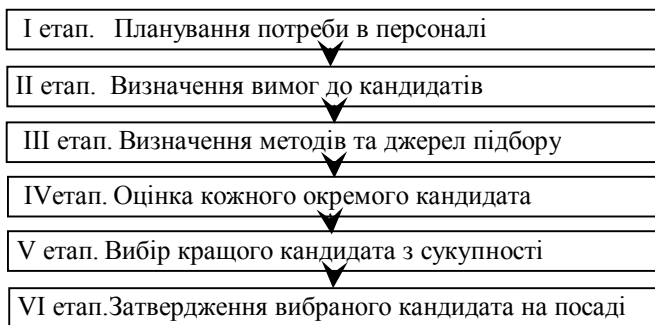 I етап. Планування потреби в персоналі
II етап. Визначення вимог до кандидатів
III етап. Визначення методів та джерел підбору
IVетап. Оцінка кожного окремого кандидата
V етап. Вибір кращого кандидата з сукупності
VI етап.Затвердження вибраного кандидата на посаді